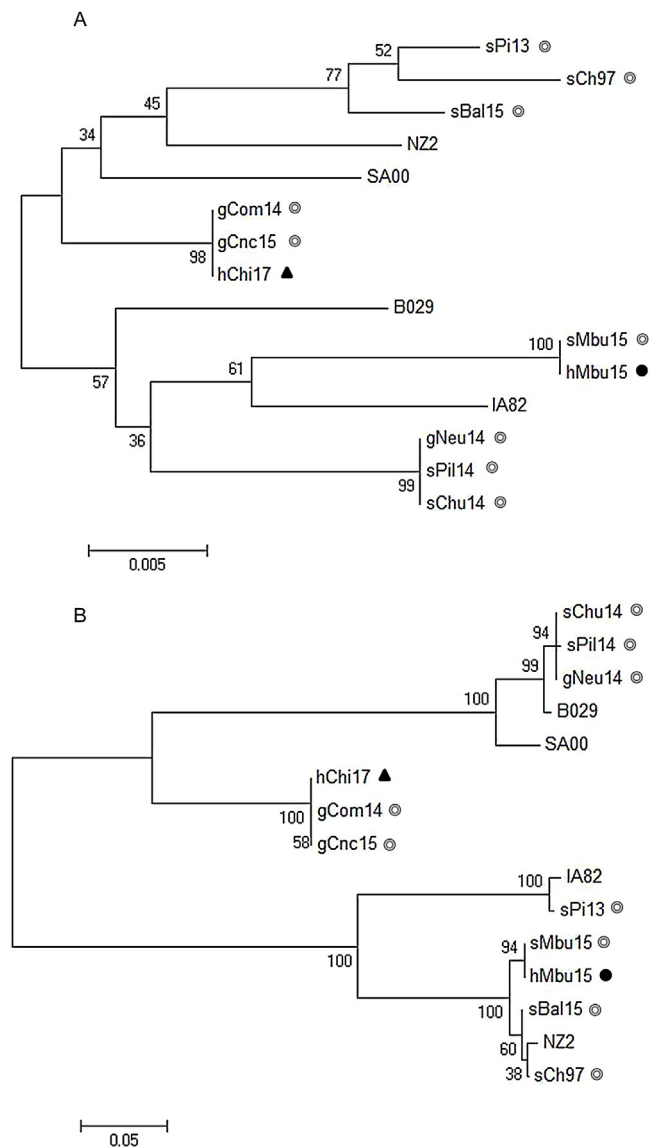 A
52
sPi13
sCh97
77
sBal15
45
NZ2
34
SA00
gCom14
gCnc15
98
hChi17
B029
100
sMbu15
hMbu15
61
57
IA82
36
gNeu14
sPil14
99
sChu14
0.005
B
sChu14
94
sPil14
99
gNeu14
100
B029
SA00
hChi17
100
gCom14
58
gCnc15
100
IA82
sPi13
94
sMbu15
hMbu15
100
100
sBal15
60
NZ2
38
sCh97
0.05